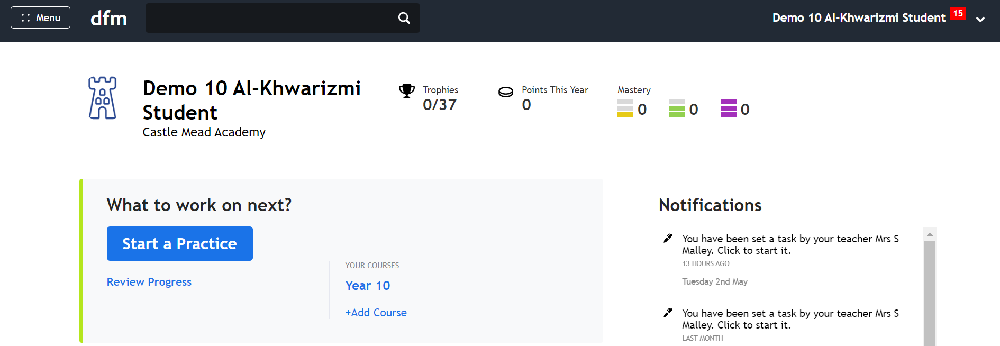 Menu
dfm
Demo 10 Al-Khwarizmi Student
15
Demo 10 Al-Khwarizmi
Student
Castle Mead Academy
Trophies
0/37
Points This Year
0
Mastery
0
0
0
What to work on next?
Start a Practice
Review Progress
YOUR COURSES
Year 10
+Add Course
Notifications
You have been set a task by your teacher Mrs S
Malley. Click to start it.
13 HOURS AGO
Tuesday 2nd May
You have been set a task by your teacher Mrs S
Malley. Click to start it.
LAST MONTH